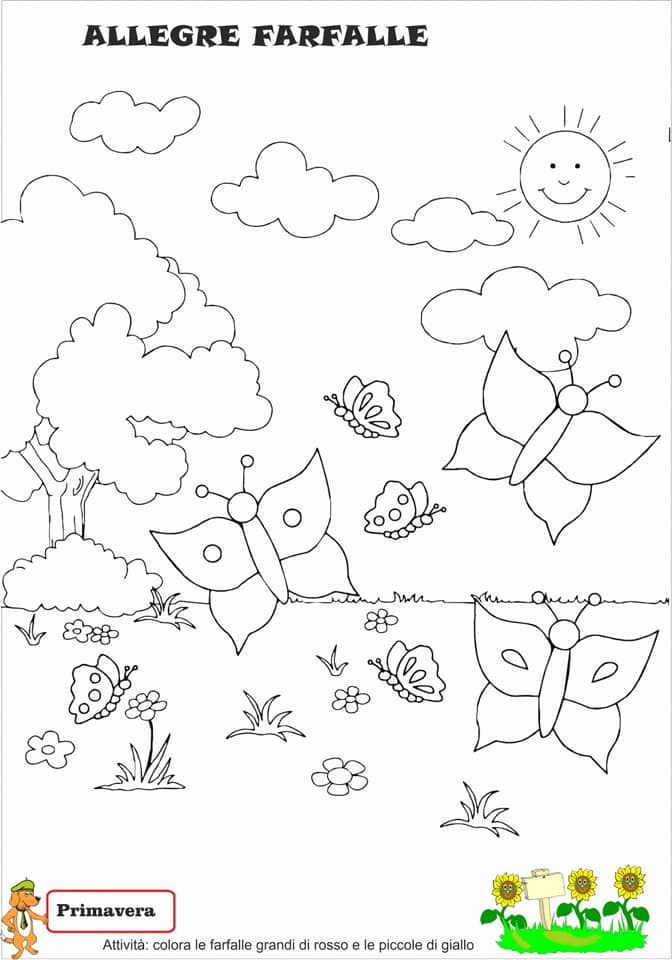 ALLEGRE FARFALLE
Primavera
Attività: colora le farfalle grandi di rosso e le piccole di giallo